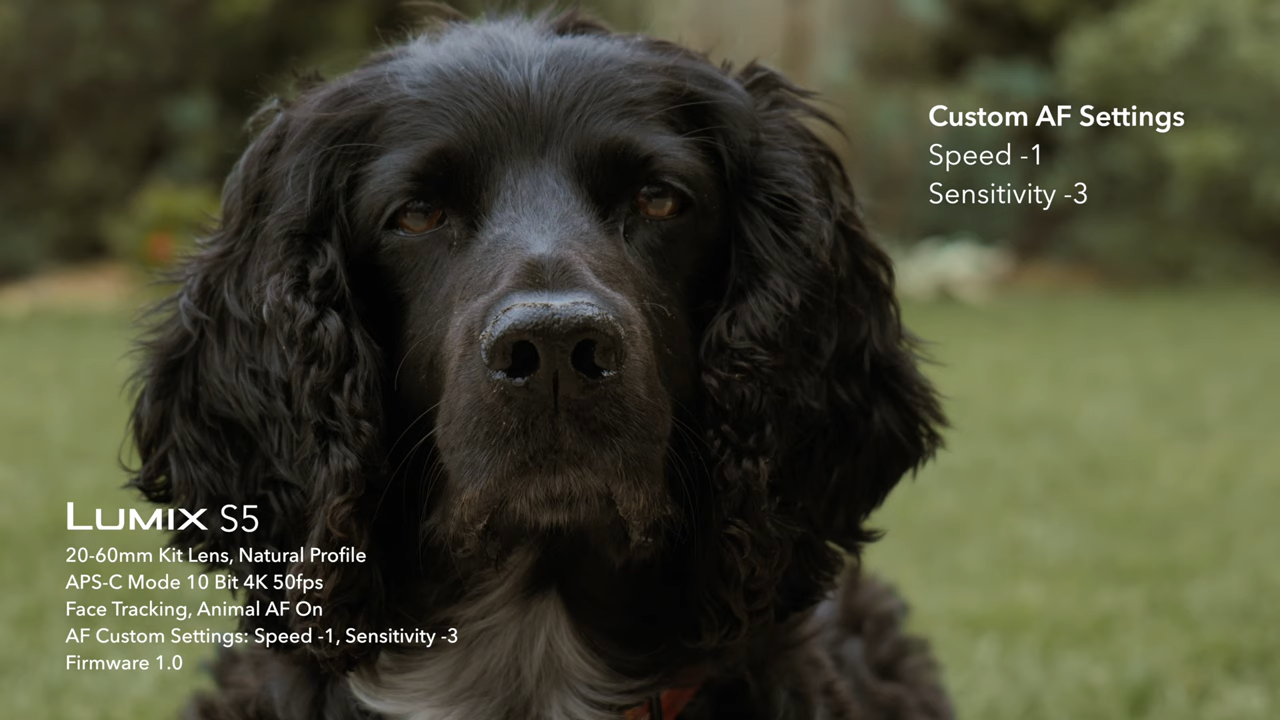 Custom AF Settings
Speed -1
Sensitivity -3
LUMIX S5
20-60mm Kit Lens, Natural Profile
APS-C Mode 10 Bit 4K 50fps
Face Tracking, Animal AF On
AF Custom Settings: Speed -1, Sensitivity -3
Firmware 1.0